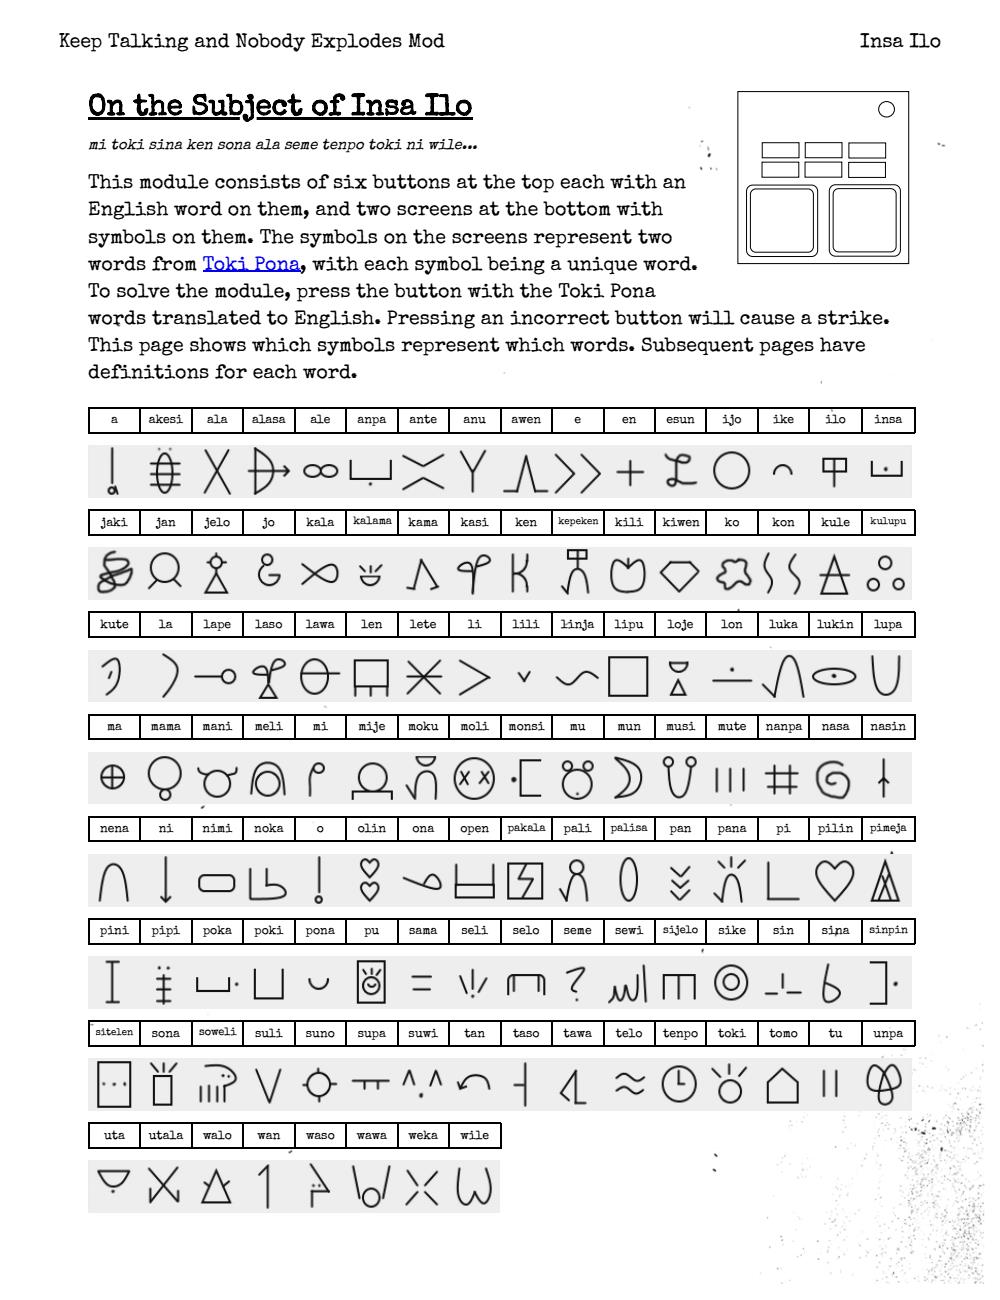 Keep Talking and Nobody Explodes Mod Insa Ilo
On the Subject of Insa Ilo
mi toki sina ken sona ala seme tenpo toki ni wile...
This module consists of six buttons at the top each with an
English word on them, and two screens at the bottom with
symbols on them. The symbols on the screens represent two
words from Toki Pona, with each symbol being a unique word.
To solve the module, press the button with the Toki Pona
words translated to English. Pressing an incorrect button will cause a strike.
This page shows which symbols represent which words. Subsequent pages have
definitions for each word.
a akesi ala alasa ale anpa ante anu awen e en esun ijo ike ilo insa
jaki jan jelo jo kala kalama kama kasi ken kepeken kili kiwen ko kon kule kulupu
kute la lape laso lawa len lete li lili linja lipu loje lon luka lukin lupa
ma mama mani meli mi mije moku moli monsi mu mun musi mute nanpa nasa nasin
nena ni nimi noka o olin ona open pakala pali palisa pan pana pi pilin pimeja
pini pipi poka poki pona pu sama seli selo seme sewi sijelo sike sin sina sinpin
sitelen sona soweli suli suno supa suwi tan taso tawa telo tenpo toki tomo tu unpa
uta utala walo wan waso wawa weka wile